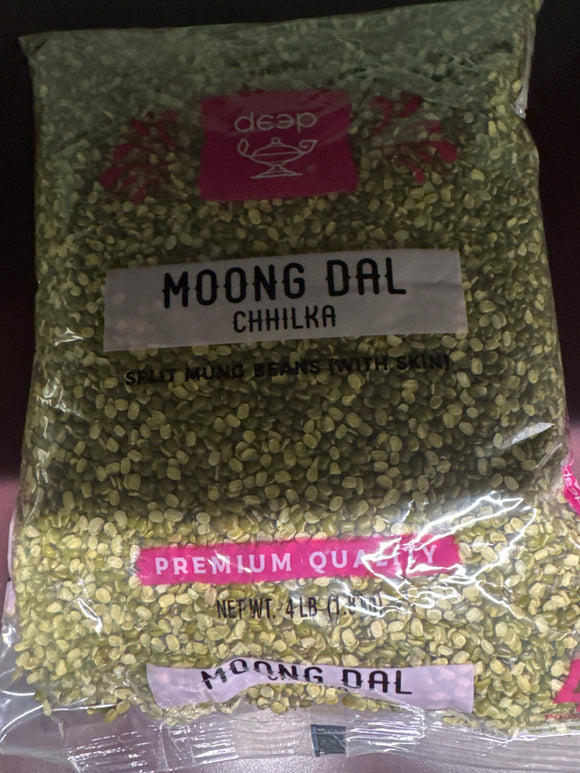 deep
MOONG DAL
CHHILKA
SPLIT MUNG BEANS (WITH SKIN)
PREMIUM QUALITY
NET WT. 4 LB
MOONG DAL